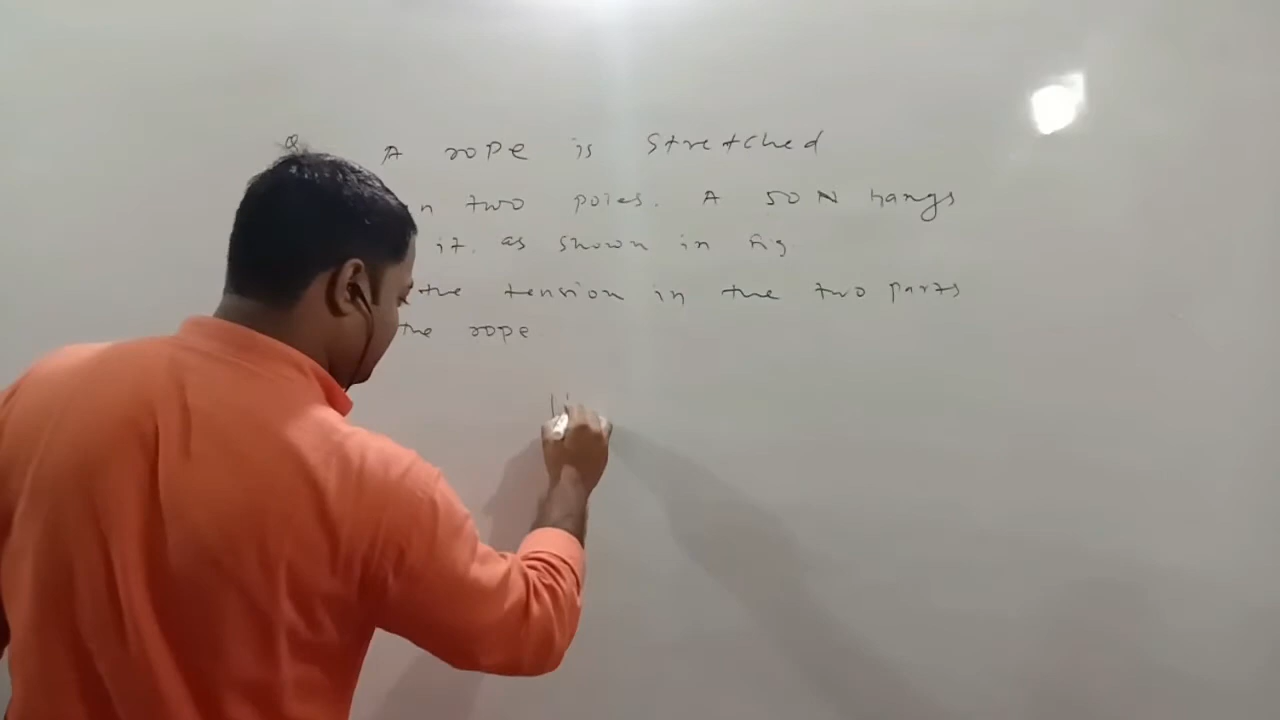 Q A rope is stretched
n two poles. A 50 N hangs
it. as shown in fig
the tension in the two parts
the rope